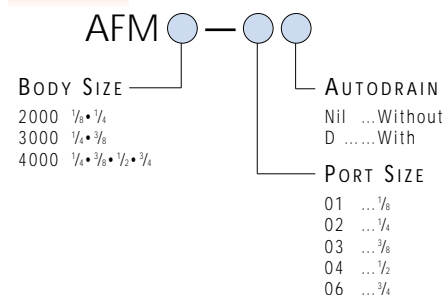 AFM —
BODY SIZE
2000 1/8•1/4
3000 1/4•3/8
4000 1/4•3/8•1/2•3/4
AUTODRAIN
Nil ...Without
D ......With
PORT SIZE
01 ...1/8
02 ...1/4
03 ...3/8
04 ...1/2
06 ...3/4